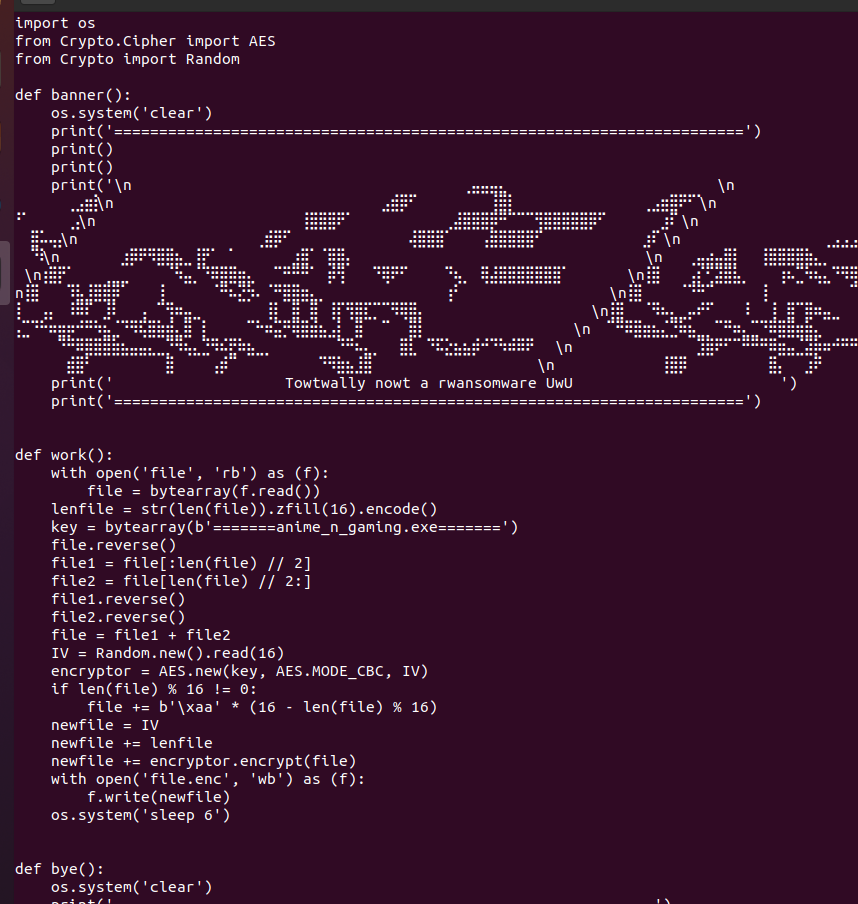 import os
from Crypto.Cipher import AES
from Crypto import Random
def banner():
    os.system('clear')
    print('======================================================================')
    print()
    print()
    print('\n \n
\n \n
\n \n
\n \n
\n \n
\n \n
\n \n
\n
\n
\n
\n
    print('                   Towtwally nowt a rwansomware UwU                       ')
    print('======================================================================')
def work():
    with open('file', 'rb') as (f):
        file = bytearray(f.read())
    lenfile = str(len(file)).zfill(16).encode()
    key = bytearray(b'=======anime_n_gaming.exe=======')
    file.reverse()
    file1 = file[:len(file) // 2]
    file2 = file[len(file) // 2:]
    file1.reverse()
    file2.reverse()
    file = file1 + file2
    IV = Random.new().read(16)
    encryptor = AES.new(key, AES.MODE_CBC, IV)
    if len(file) % 16 != 0:
        file += b'\xaa' * (16 - len(file) % 16)
    newfile = IV
    newfile += lenfile
    newfile += encryptor.encrypt(file)
    with open('file.enc', 'wb') as (f):
        f.write(newfile)
    os.system('sleep 6')
def bye():
    os.system('clear')